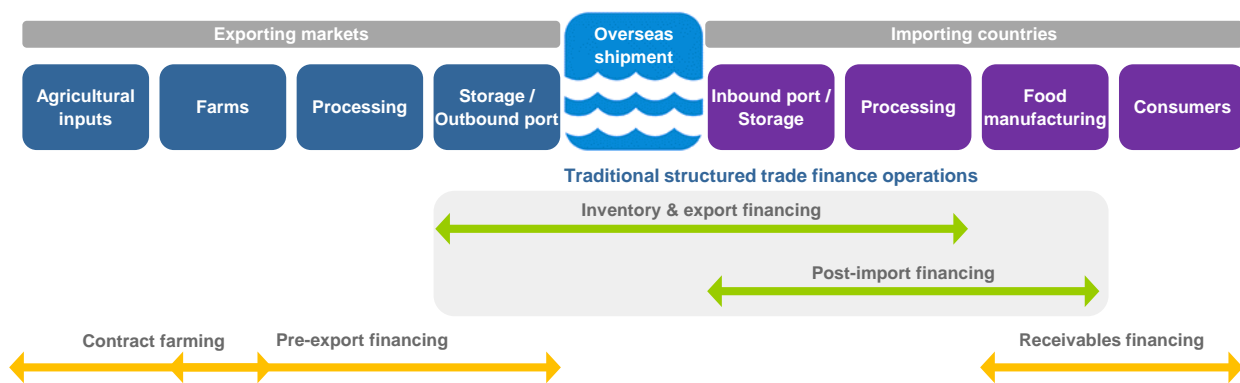 Exporting markets
Overseas
shipment
Importing countries
Agricultural
inputs
Farms
Processing
Storage /
Outbound port
Inbound port /
Storage
Processing
Food
manufacturing
Consumers
Traditional structured trade finance operations
Inventory & export financing
Post-import financing
Contract farming
Pre-export financing
Receivables financing